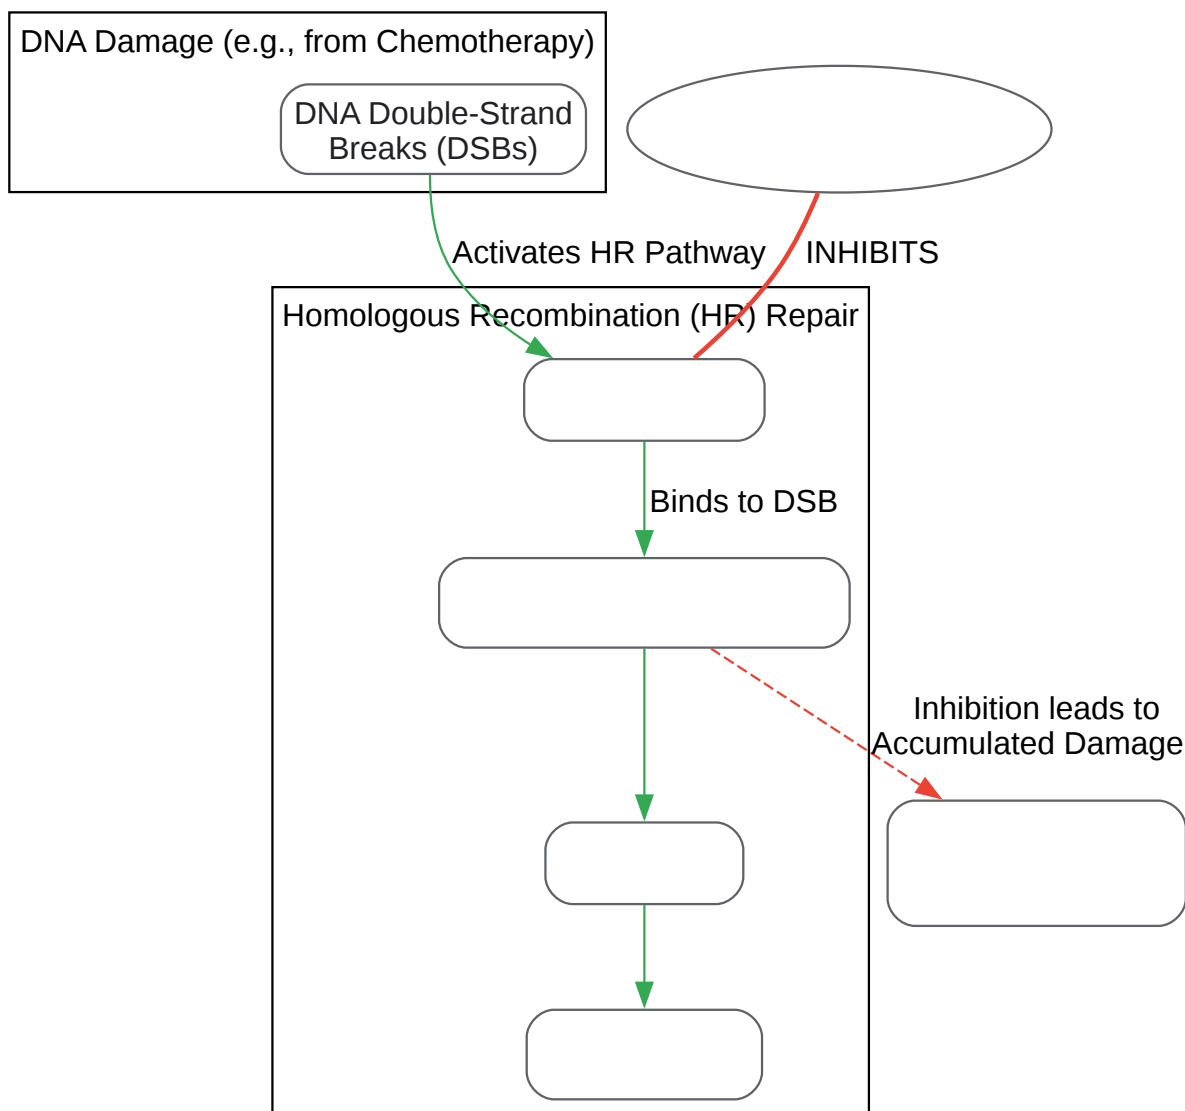 DNA Damage (e.g., from Chemotherapy)
DNA Double-Strand
Breaks (DSBs)
Activates HR Pathway
INHIBITS
Homologous Recombination (HR) Repair
Binds to DSB
Inhibition leads to
Accumulated Damage